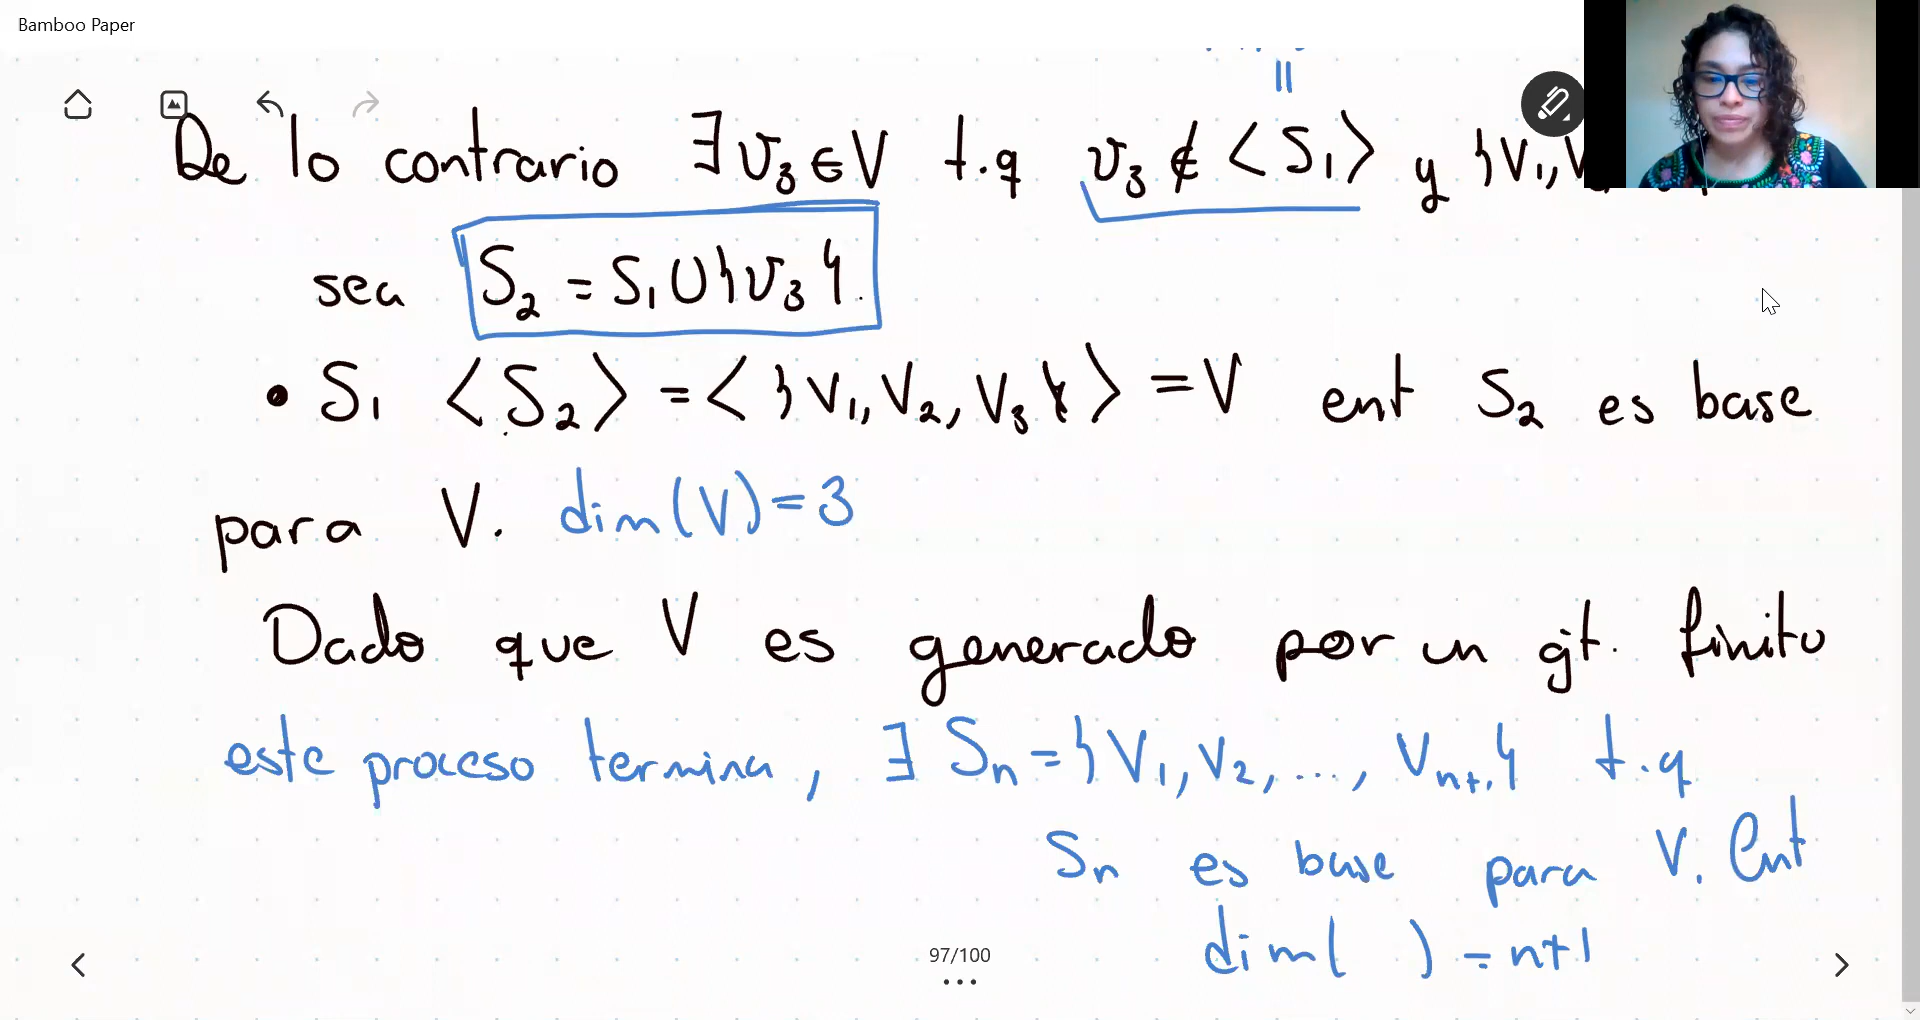 Bamboo Paper
De lo contrario ∃ v₃ ∈ V t.q v₃ ∉ ⟨S₁⟩ y {V₁, V
sea S₂ = S₁ ∪ {v₃}.
• Si ⟨S₂⟩ = ⟨{V₁, V₂, V₃}⟩ = V ent S₂ es base
para V. dim(V) = 3
Dado que V es generado por un gt. finito
este proceso termina, ∃ Sₙ = {V₁, V₂, ..., Vₙ₊₁} t.q
Sₙ es base para V. Ent
dim( ) = n+1
97/100